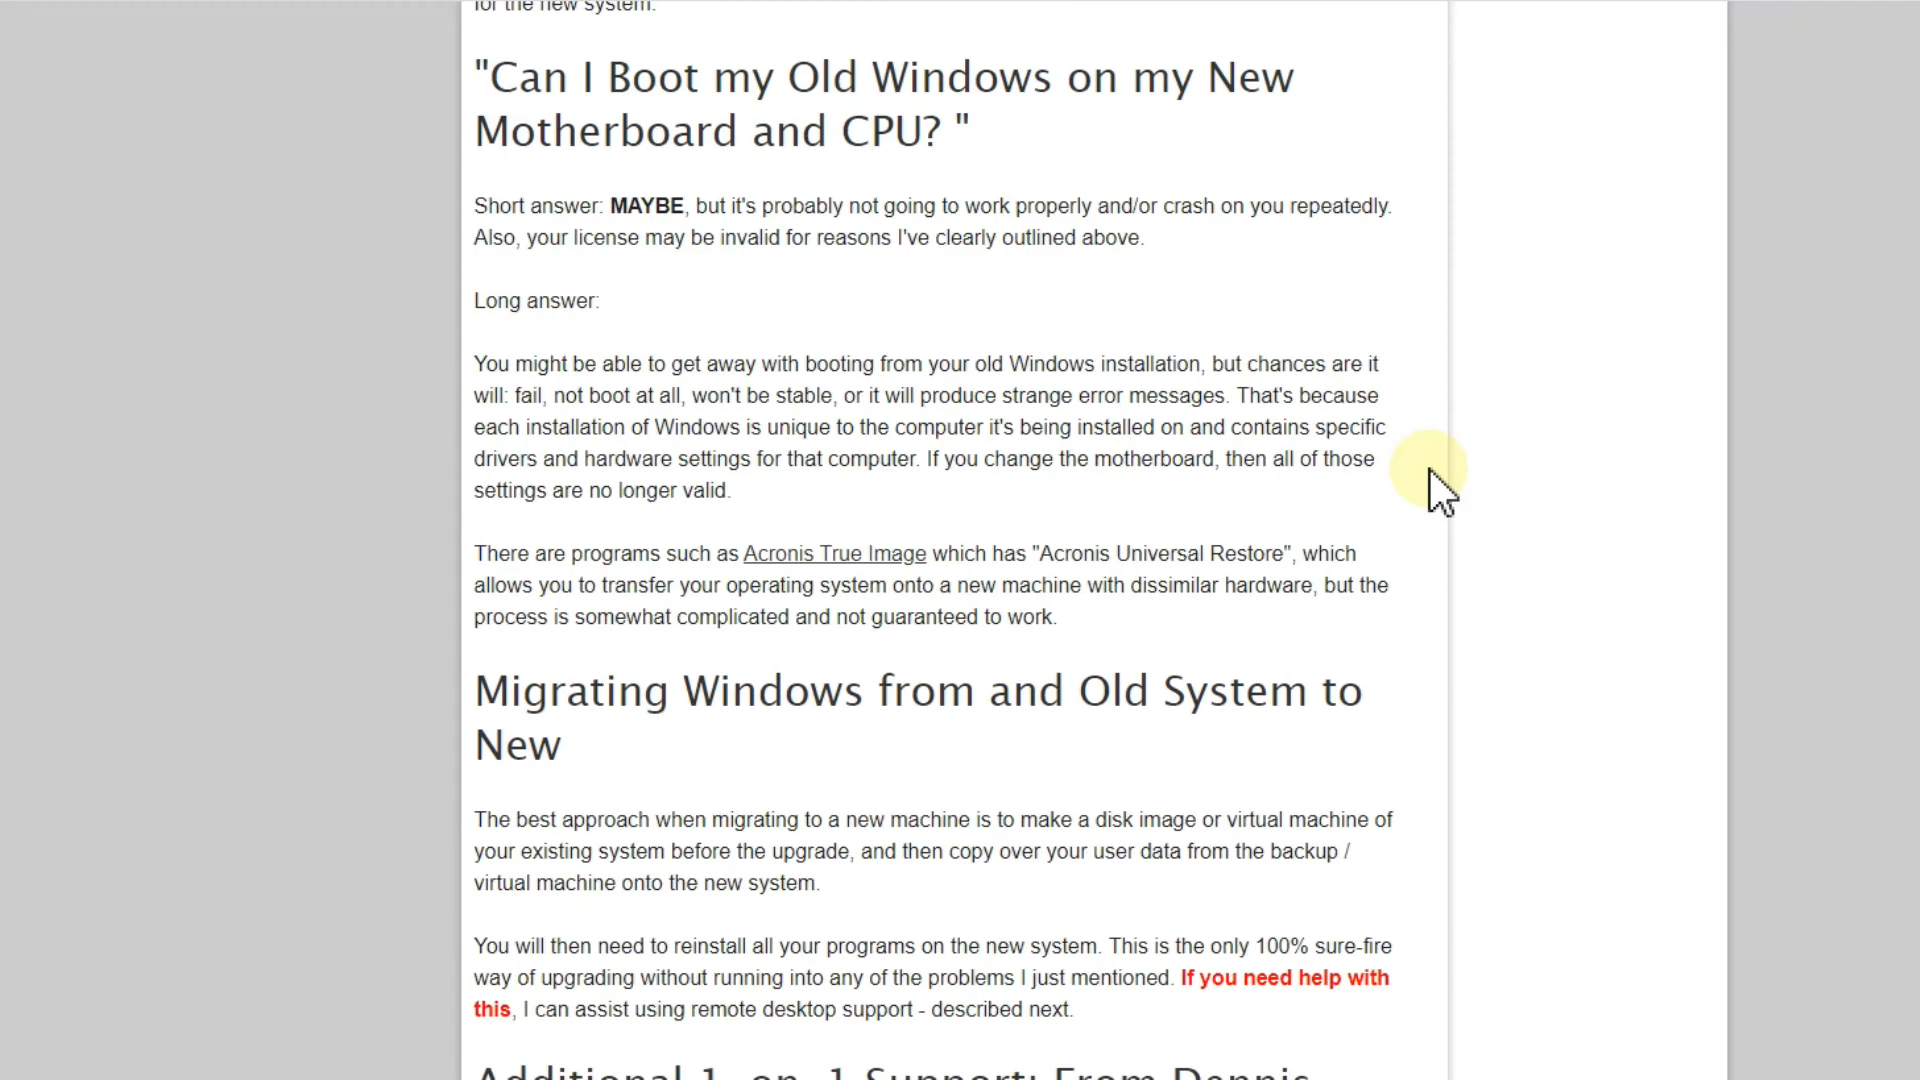 for the new system.
"Can I Boot my Old Windows on my New
Motherboard and CPU? "
Short answer: MAYBE, but it's probably not going to work properly and/or crash on you repeatedly.
Also, your license may be invalid for reasons I've clearly outlined above.
Long answer:
You might be able to get away with booting from your old Windows installation, but chances are it
will: fail, not boot at all, won't be stable, or it will produce strange error messages. That's because
each installation of Windows is unique to the computer it's being installed on and contains specific
drivers and hardware settings for that computer. If you change the motherboard, then all of those
settings are no longer valid.
There are programs such as Acronis True Image which has "Acronis Universal Restore", which
allows you to transfer your operating system onto a new machine with dissimilar hardware, but the
process is somewhat complicated and not guaranteed to work.
Migrating Windows from and Old System to
New
The best approach when migrating to a new machine is to make a disk image or virtual machine of
your existing system before the upgrade, and then copy over your user data from the backup /
virtual machine onto the new system.
You will then need to reinstall all your programs on the new system. This is the only 100% sure-fire
way of upgrading without running into any of the problems I just mentioned. If you need help with
this, I can assist using remote desktop support - described next.
Additional 1-on-1 Support: From Dennis